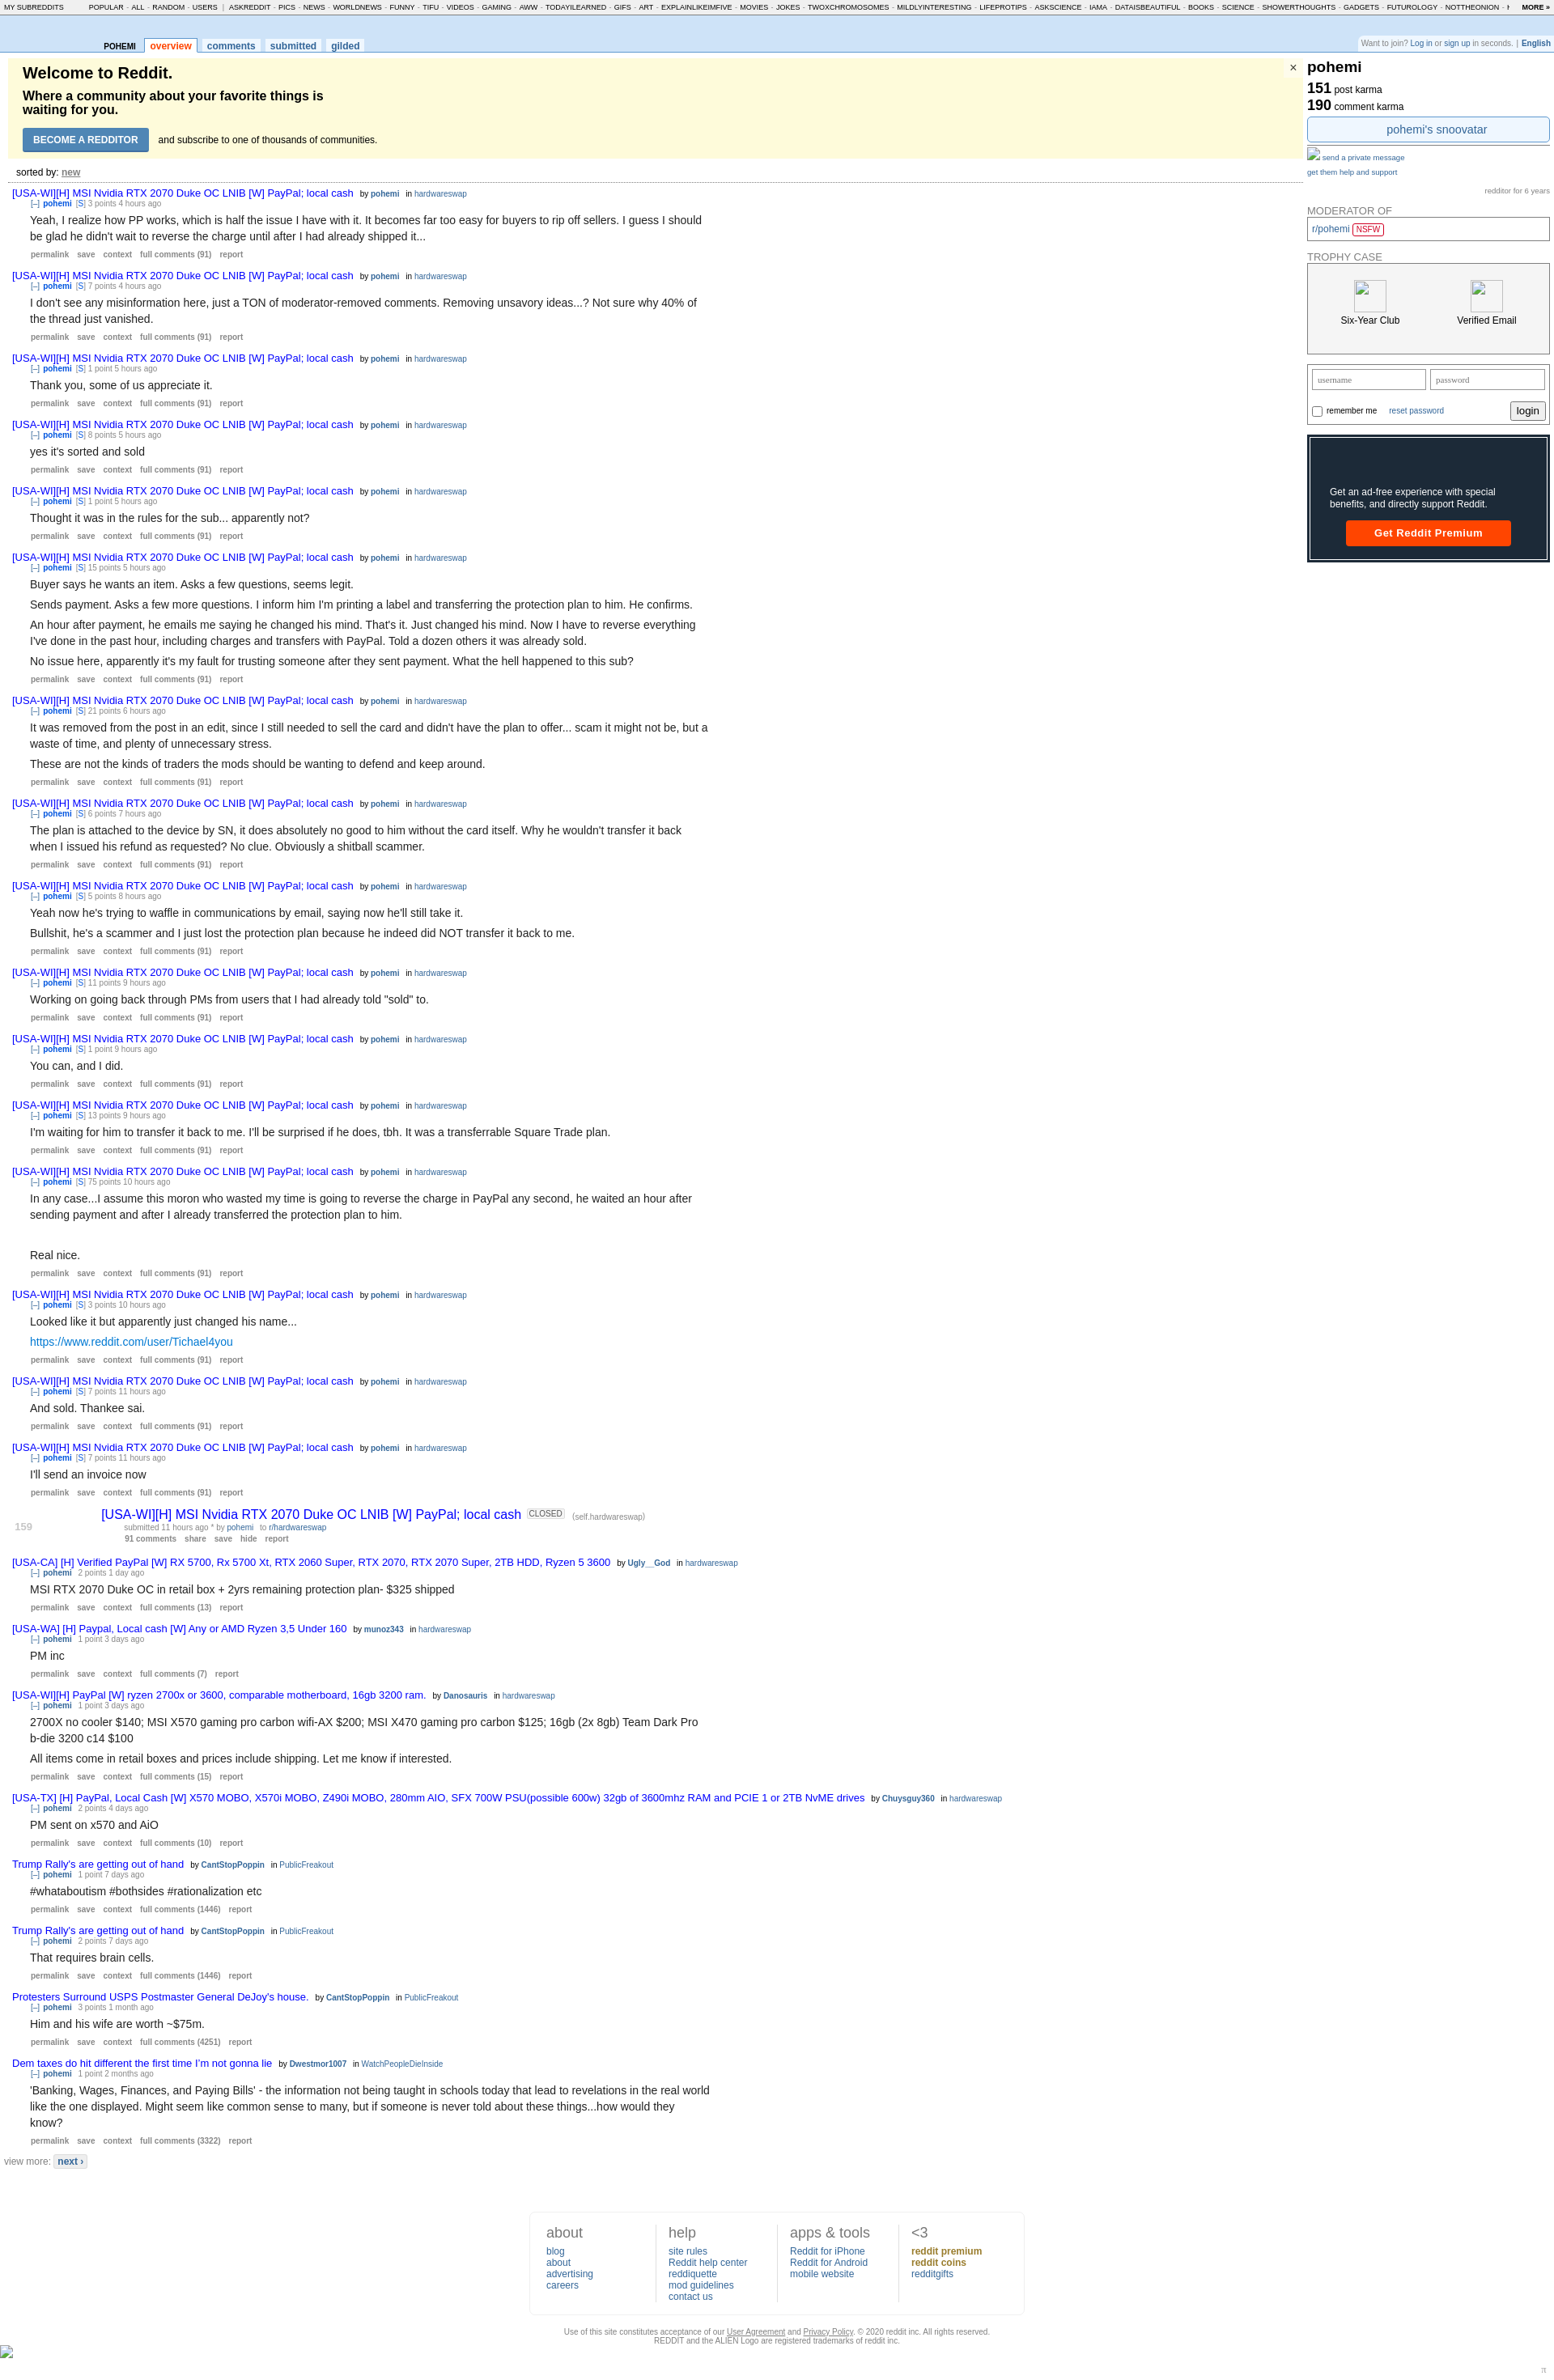 MY SUBREDDITS POPULAR - ALL - RANDOM - USERS | ASKREDDIT - PICS - NEWS - WORLDNEWS - FUNNY - TIFU - VIDEOS - GAMING - AWW - TODAYILEARNED - GIFS - ART - EXPLAINLIKEIMFIVE - MOVIES - JOKES - TWOXCHROMOSOMES - MILDLYINTERESTING - LIFEPROTIPS - ASKSCIENCE - IAMA - DATAISBEAUTIFUL - BOOKS - SCIENCE - SHOWERTHOUGHTS - GADGETS - FUTUROLOGY - NOTTHEONION - MORE »
POHEMI overview comments submitted gilded
Want to join? Log in or sign up in seconds. | English
Welcome to Reddit.
×
Where a community about your favorite things is
waiting for you.
BECOME A REDDITOR and subscribe to one of thousands of communities.
sorted by: new
[USA-WI][H] MSI Nvidia RTX 2070 Duke OC LNIB [W] PayPal; local cash by pohemi in hardwareswap
[–] pohemi [S] 3 points 4 hours ago
Yeah, I realize how PP works, which is half the issue I have with it. It becomes far too easy for buyers to rip off sellers. I guess I should
be glad he didn't wait to reverse the charge until after I had already shipped it...
permalink save context full comments (91) report
[USA-WI][H] MSI Nvidia RTX 2070 Duke OC LNIB [W] PayPal; local cash by pohemi in hardwareswap
[–] pohemi [S] 7 points 4 hours ago
I don't see any misinformation here, just a TON of moderator-removed comments. Removing unsavory ideas...? Not sure why 40% of
the thread just vanished.
permalink save context full comments (91) report
[USA-WI][H] MSI Nvidia RTX 2070 Duke OC LNIB [W] PayPal; local cash by pohemi in hardwareswap
[–] pohemi [S] 1 point 5 hours ago
Thank you, some of us appreciate it.
permalink save context full comments (91) report
[USA-WI][H] MSI Nvidia RTX 2070 Duke OC LNIB [W] PayPal; local cash by pohemi in hardwareswap
[–] pohemi [S] 8 points 5 hours ago
yes it's sorted and sold
permalink save context full comments (91) report
[USA-WI][H] MSI Nvidia RTX 2070 Duke OC LNIB [W] PayPal; local cash by pohemi in hardwareswap
[–] pohemi [S] 1 point 5 hours ago
Thought it was in the rules for the sub... apparently not?
permalink save context full comments (91) report
[USA-WI][H] MSI Nvidia RTX 2070 Duke OC LNIB [W] PayPal; local cash by pohemi in hardwareswap
[–] pohemi [S] 15 points 5 hours ago
Buyer says he wants an item. Asks a few questions, seems legit.
Sends payment. Asks a few more questions. I inform him I'm printing a label and transferring the protection plan to him. He confirms.
An hour after payment, he emails me saying he changed his mind. That's it. Just changed his mind. Now I have to reverse everything
I've done in the past hour, including charges and transfers with PayPal. Told a dozen others it was already sold.
No issue here, apparently it's my fault for trusting someone after they sent payment. What the hell happened to this sub?
permalink save context full comments (91) report
[USA-WI][H] MSI Nvidia RTX 2070 Duke OC LNIB [W] PayPal; local cash by pohemi in hardwareswap
[–] pohemi [S] 21 points 6 hours ago
It was removed from the post in an edit, since I still needed to sell the card and didn't have the plan to offer... scam it might not be, but a
waste of time, and plenty of unnecessary stress.
These are not the kinds of traders the mods should be wanting to defend and keep around.
permalink save context full comments (91) report
[USA-WI][H] MSI Nvidia RTX 2070 Duke OC LNIB [W] PayPal; local cash by pohemi in hardwareswap
[–] pohemi [S] 6 points 7 hours ago
The plan is attached to the device by SN, it does absolutely no good to him without the card itself. Why he wouldn't transfer it back
when I issued his refund as requested? No clue. Obviously a shitball scammer.
permalink save context full comments (91) report
[USA-WI][H] MSI Nvidia RTX 2070 Duke OC LNIB [W] PayPal; local cash by pohemi in hardwareswap
[–] pohemi [S] 5 points 8 hours ago
Yeah now he's trying to waffle in communications by email, saying now he'll still take it.
Bullshit, he's a scammer and I just lost the protection plan because he indeed did NOT transfer it back to me.
permalink save context full comments (91) report
[USA-WI][H] MSI Nvidia RTX 2070 Duke OC LNIB [W] PayPal; local cash by pohemi in hardwareswap
[–] pohemi [S] 11 points 9 hours ago
Working on going back through PMs from users that I had already told "sold" to.
permalink save context full comments (91) report
[USA-WI][H] MSI Nvidia RTX 2070 Duke OC LNIB [W] PayPal; local cash by pohemi in hardwareswap
[–] pohemi [S] 1 point 9 hours ago
You can, and I did.
permalink save context full comments (91) report
[USA-WI][H] MSI Nvidia RTX 2070 Duke OC LNIB [W] PayPal; local cash by pohemi in hardwareswap
[–] pohemi [S] 13 points 9 hours ago
I'm waiting for him to transfer it back to me. I'll be surprised if he does, tbh. It was a transferrable Square Trade plan.
permalink save context full comments (91) report
[USA-WI][H] MSI Nvidia RTX 2070 Duke OC LNIB [W] PayPal; local cash by pohemi in hardwareswap
[–] pohemi [S] 75 points 10 hours ago
In any case...I assume this moron who wasted my time is going to reverse the charge in PayPal any second, he waited an hour after
sending payment and after I already transferred the protection plan to him.
Real nice.
permalink save context full comments (91) report
[USA-WI][H] MSI Nvidia RTX 2070 Duke OC LNIB [W] PayPal; local cash by pohemi in hardwareswap
[–] pohemi [S] 3 points 10 hours ago
Looked like it but apparently just changed his name...
https://www.reddit.com/user/Tichael4you
permalink save context full comments (91) report
[USA-WI][H] MSI Nvidia RTX 2070 Duke OC LNIB [W] PayPal; local cash by pohemi in hardwareswap
[–] pohemi [S] 7 points 11 hours ago
And sold. Thankee sai.
permalink save context full comments (91) report
[USA-WI][H] MSI Nvidia RTX 2070 Duke OC LNIB [W] PayPal; local cash by pohemi in hardwareswap
[–] pohemi [S] 7 points 11 hours ago
I'll send an invoice now
permalink save context full comments (91) report
159
[USA-WI][H] MSI Nvidia RTX 2070 Duke OC LNIB [W] PayPal; local cash CLOSED (self.hardwareswap)
submitted 11 hours ago * by pohemi to r/hardwareswap
91 comments share save hide report
[USA-CA] [H] Verified PayPal [W] RX 5700, Rx 5700 Xt, RTX 2060 Super, RTX 2070, RTX 2070 Super, 2TB HDD, Ryzen 5 3600 by Ugly__God in hardwareswap
[–] pohemi 2 points 1 day ago
MSI RTX 2070 Duke OC in retail box + 2yrs remaining protection plan- $325 shipped
permalink save context full comments (13) report
[USA-WA] [H] Paypal, Local cash [W] Any or AMD Ryzen 3,5 Under 160 by munoz343 in hardwareswap
[–] pohemi 1 point 3 days ago
PM inc
permalink save context full comments (7) report
[USA-WI][H] PayPal [W] ryzen 2700x or 3600, comparable motherboard, 16gb 3200 ram. by Danosauris in hardwareswap
[–] pohemi 1 point 3 days ago
2700X no cooler $140; MSI X570 gaming pro carbon wifi-AX $200; MSI X470 gaming pro carbon $125; 16gb (2x 8gb) Team Dark Pro
b-die 3200 c14 $100
All items come in retail boxes and prices include shipping. Let me know if interested.
permalink save context full comments (15) report
[USA-TX] [H] PayPal, Local Cash [W] X570 MOBO, X570i MOBO, Z490i MOBO, 280mm AIO, SFX 700W PSU(possible 600w) 32gb of 3600mhz RAM and PCIE 1 or 2TB NvME drives by Chuysguy360 in hardwareswap
[–] pohemi 2 points 4 days ago
PM sent on x570 and AiO
permalink save context full comments (10) report
Trump Rally's are getting out of hand by CantStopPoppin in PublicFreakout
[–] pohemi 1 point 7 days ago
#whataboutism #bothsides #rationalization etc
permalink save context full comments (1446) report
Trump Rally's are getting out of hand by CantStopPoppin in PublicFreakout
[–] pohemi 2 points 7 days ago
That requires brain cells.
permalink save context full comments (1446) report
Protesters Surround USPS Postmaster General DeJoy's house. by CantStopPoppin in PublicFreakout
[–] pohemi 3 points 1 month ago
Him and his wife are worth ~$75m.
permalink save context full comments (4251) report
Dem taxes do hit different the first time I'm not gonna lie by Dwestmor1007 in WatchPeopleDieInside
[–] pohemi 1 point 2 months ago
'Banking, Wages, Finances, and Paying Bills' - the information not being taught in schools today that lead to revelations in the real world
like the one displayed. Might seem like common sense to many, but if someone is never told about these things...how would they
know?
permalink save context full comments (3322) report
view more: next ›
pohemi
151 post karma
190 comment karma
pohemi's snoovatar
send a private message
get them help and support
redditor for 6 years
MODERATOR OF
r/pohemi NSFW
TROPHY CASE
Six-Year Club Verified Email
username password
remember me reset password login
Get an ad-free experience with special
benefits, and directly support Reddit.
Get Reddit Premium
about
blog
about
advertising
careers
help
site rules
Reddit help center
reddiquette
mod guidelines
contact us
apps & tools
Reddit for iPhone
Reddit for Android
mobile website
<3
reddit premium
reddit coins
redditgifts
Use of this site constitutes acceptance of our User Agreement and Privacy Policy. © 2020 reddit inc. All rights reserved.
REDDIT and the ALIEN Logo are registered trademarks of reddit inc.
π